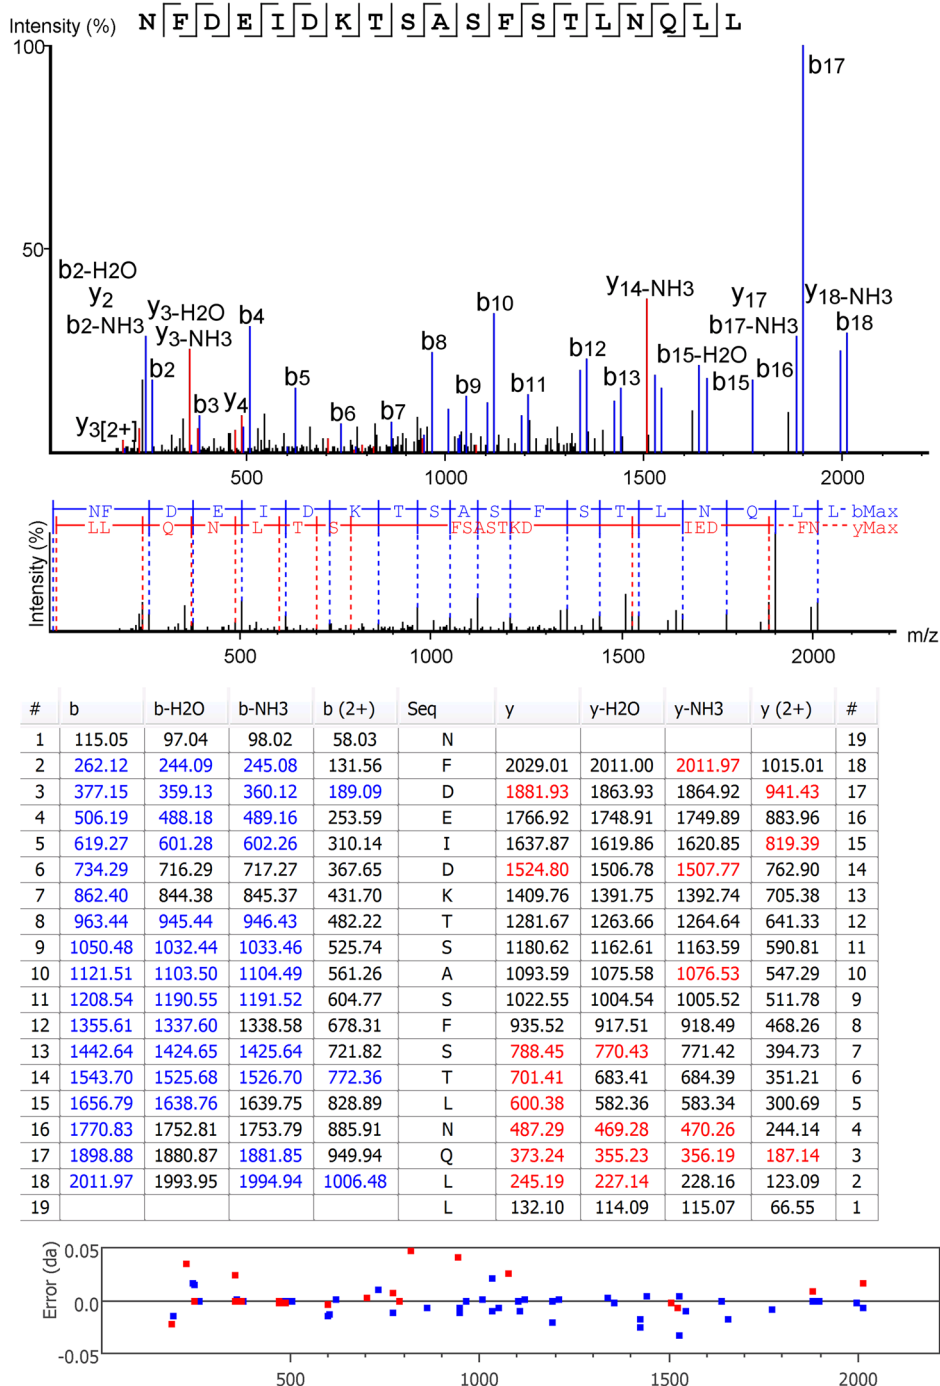 Intensity (%) N F D E I D K T S A S F S T L N Q L L
100
b17
50
b2-H2O
y2 y3-H2O y14-NH3 y17 y18-NH3
b2-NH3 y3-NH3 b4 b10 b17-NH3 b18
b2 b5 b8 b9 b11 b12 b13 b15-H2O b15 b16
y3[2+] b3 y4 b6 b7
500 1000 1500 2000
NF D E I D K T S A S F S T L N Q L L bMax
LL Q N L T S FSASTKD IED FN yMax
Intensity (%)
m/z
500 1000 1500 2000
# b b-H2O b-NH3 b (2+) Seq y y-H2O y-NH3 y (2+) #
1 115.05 97.04 98.02 58.03 N 19
2 262.12 244.09 245.08 131.56 F 2029.01 2011.00 2011.97 1015.01 18
3 377.15 359.13 360.12 189.09 D 1881.93 1863.93 1864.92 941.43 17
4 506.19 488.18 489.16 253.59 E 1766.92 1748.91 1749.89 883.96 16
5 619.27 601.28 602.26 310.14 I 1637.87 1619.86 1620.85 819.39 15
6 734.29 716.29 717.27 367.65 D 1524.80 1506.78 1507.77 762.90 14
7 862.40 844.38 845.37 431.70 K 1409.76 1391.75 1392.74 705.38 13
8 963.44 945.44 946.43 482.22 T 1281.67 1263.66 1264.64 641.33 12
9 1050.48 1032.44 1033.46 525.74 S 1180.62 1162.61 1163.59 590.81 11
10 1121.51 1103.50 1104.49 561.26 A 1093.59 1075.58 1076.53 547.29 10
11 1208.54 1190.55 1191.52 604.77 S 1022.55 1004.54 1005.52 511.78 9
12 1355.61 1337.60 1338.58 678.31 F 935.52 917.51 918.49 468.26 8
13 1442.64 1424.65 1425.64 721.82 S 788.45 770.43 771.42 394.73 7
14 1543.70 1525.68 1526.70 772.36 T 701.41 683.41 684.39 351.21 6
15 1656.79 1638.76 1639.75 828.89 L 600.38 582.36 583.34 300.69 5
16 1770.83 1752.81 1753.79 885.91 N 487.29 469.28 470.26 244.14 4
17 1898.88 1880.87 1881.85 949.94 Q 373.24 355.23 356.19 187.14 3
18 2011.97 1993.95 1994.94 1006.48 L 245.19 227.14 228.16 123.09 2
19 L 132.10 114.09 115.07 66.55 1
Error (da)
0.05
0.0
-0.05
500 1000 1500 2000